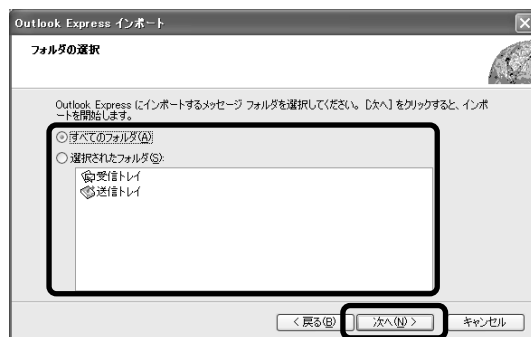 Outlook Express インポート
フォルダの選択
Outlook Express にインポートするメッセージ フォルダを選択してください。[次へ] をクリックすると、インポ
ートを開始します。
すべてのフォルダ(A)
選択されたフォルダ(S):
受信トレイ
送信トレイ
< 戻る(B)
次へ(N) >
キャンセル